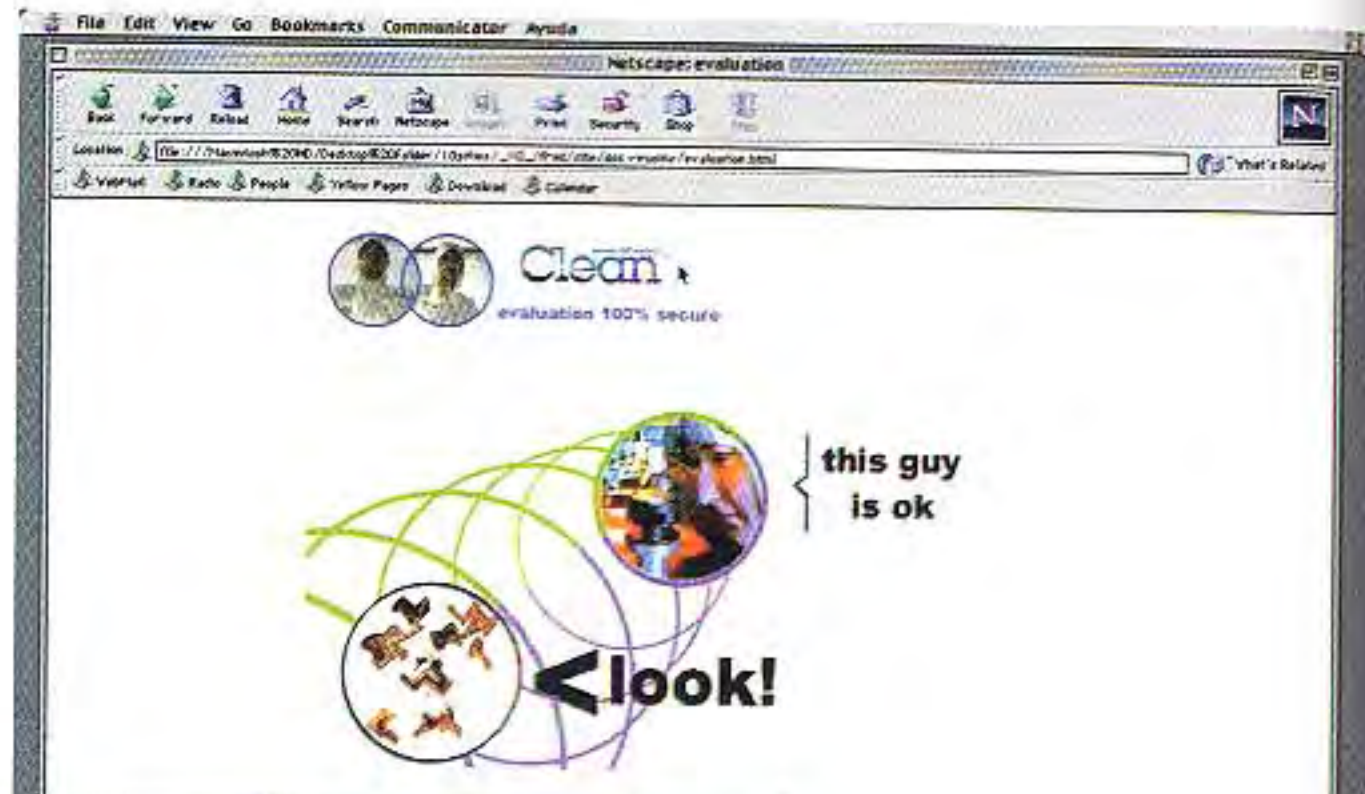 File Edit View Go Bookmarks Communicator Ayuda
Netscape: evaluation
Back Forward Reload Home Search Netscape Print Security Shop
Location What's Related
Radio People Yellow Pages Download Calendar
Clean
evaluation 100% secure
this guy
is ok
<look!